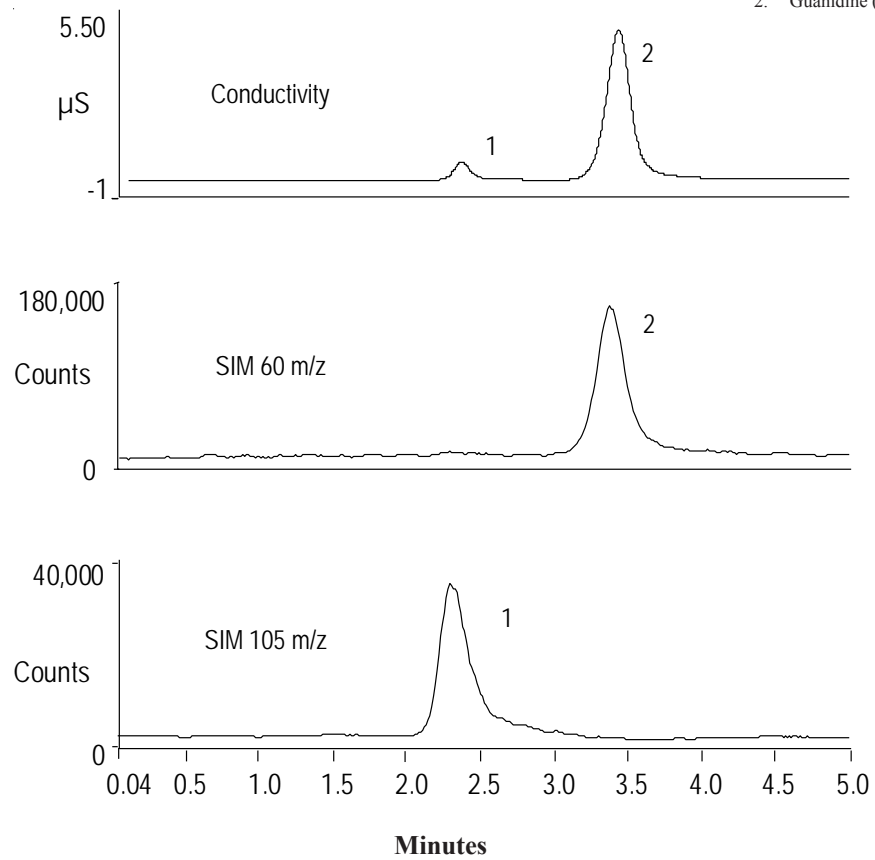 2. Guanidine (
5.50
µS
-1
Conductivity
1
2
180,000
Counts
0
SIM 60 m/z
2
40,000
Counts
0
SIM 105 m/z
1
0.04 0.5 1.0 1.5 2.0 2.5 3.0 3.5 4.0 4.5 5.0
Minutes